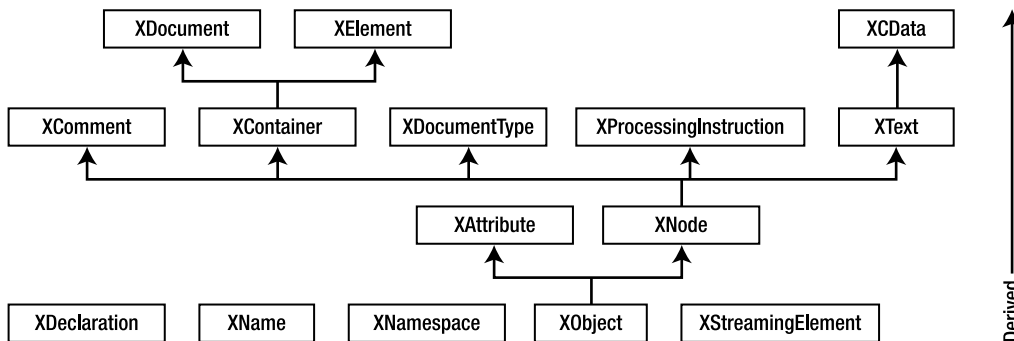 XDocument
XElement
XCData
XComment
XContainer
XDocumentType
XProcessingInstruction
XText
XAttribute
XNode
XDeclaration
XName
XNamespace
XObject
XStreamingElement
Derived